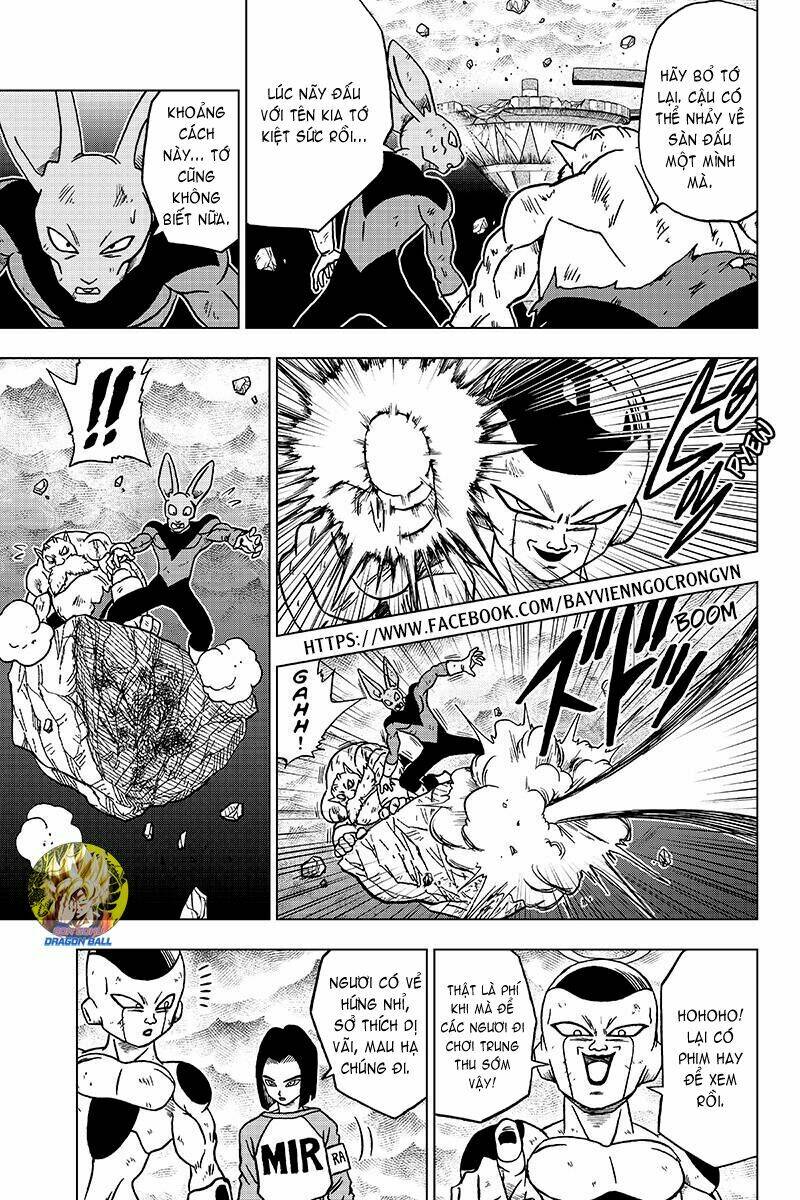 HÃY BỎ TỚ
LẠI. CẬU CÓ
THỂ NHẢY VỀ
SÀN ĐẤU
MỘT MÌNH
MÀ.
LÚC NÃY ĐẤU
VỚI TÊN KIA TỚ
KIỆT SỨC RỒI...
KHOẢNG
CÁCH
NÀY... TỚ
CŨNG
KHÔNG
BIẾT NỮA.
PYEW
HTTPS://WWW.FACEBOOK.COM/BAYVIENNGOCRONGVN
!!
BOOM
ズドドド
GAHH!
DRAGON BALL
HOHOHO!
LẠI CÓ
PHIM HAY
ĐỂ XEM
RỒI.
THẬT LÀ PHÍ
KHI MÀ ĐỂ
CÁC NGƯƠI ĐI
CHƠI TRUNG
THU SỚM
VẬY!
NGƯƠI CÓ VẺ
HỨNG NHỈ,
SỞ THÍCH DỊ
VÃI, MAU HẠ
CHÚNG ĐI.
MIR
RA